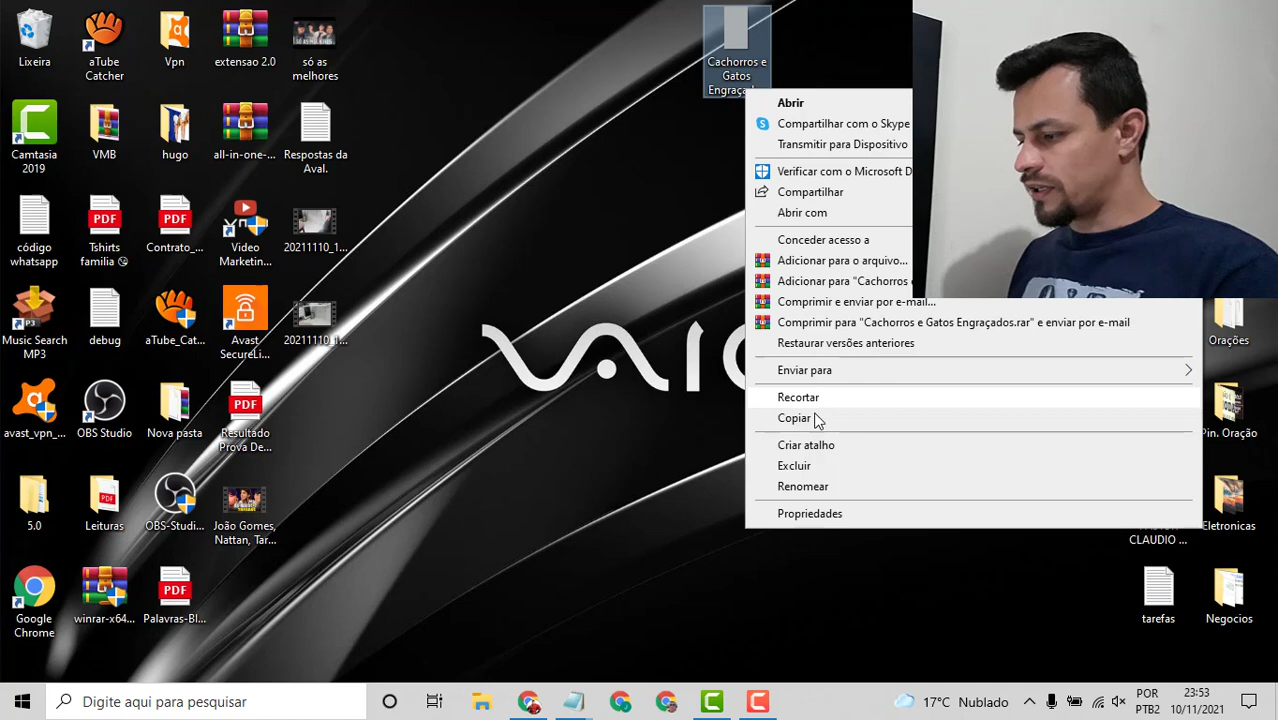 Lixeira
aTube
Catcher
Vpn
extensao 2.0
só as
melhores
Cachorros e
Gatos
Camtasia
2019
VMB
hugo
all-in-one-...
Respostas da
Aval.
código
whatsapp
PDF
Tshirts
familia 😘
PDF
Contrato_...
Video
Marketin...
20211110_1...
P3
Music Search
MP3
debug
aTube_Cat...
Avast
SecureLi...
20211110_1...
avast_vpn_...
OBS Studio
Nova pasta
PDF
Resultado
Prova De...
5.0
PDF
Leituras
OBS-Studi...
João Gomes,
Nattan, Tar...
Google
Chrome
winrar-x64...
PDF
Palavras-Bl...
Abrir
Compartilhar com o Skype
Transmitir para Dispositivo
Verificar com o Microsoft D
Compartilhar
Abrir com
Conceder acesso a
Adicionar para o arquivo...
Adicionar para "Cachorros
Comprimir e enviar por e-mail...
Comprimir para "Cachorros e Gatos Engraçados.rar" e enviar por e-mail
Restaurar versões anteriores
Enviar para
Recortar
Copiar
Criar atalho
Excluir
Renomear
Propriedades
Orações
Pin. Oração
CLAUDIO ...
Eletronicas
tarefas
Negocios
Digite aqui para pesquisar
17°C Nublado
POR
PTB2
23:53
10/11/2021